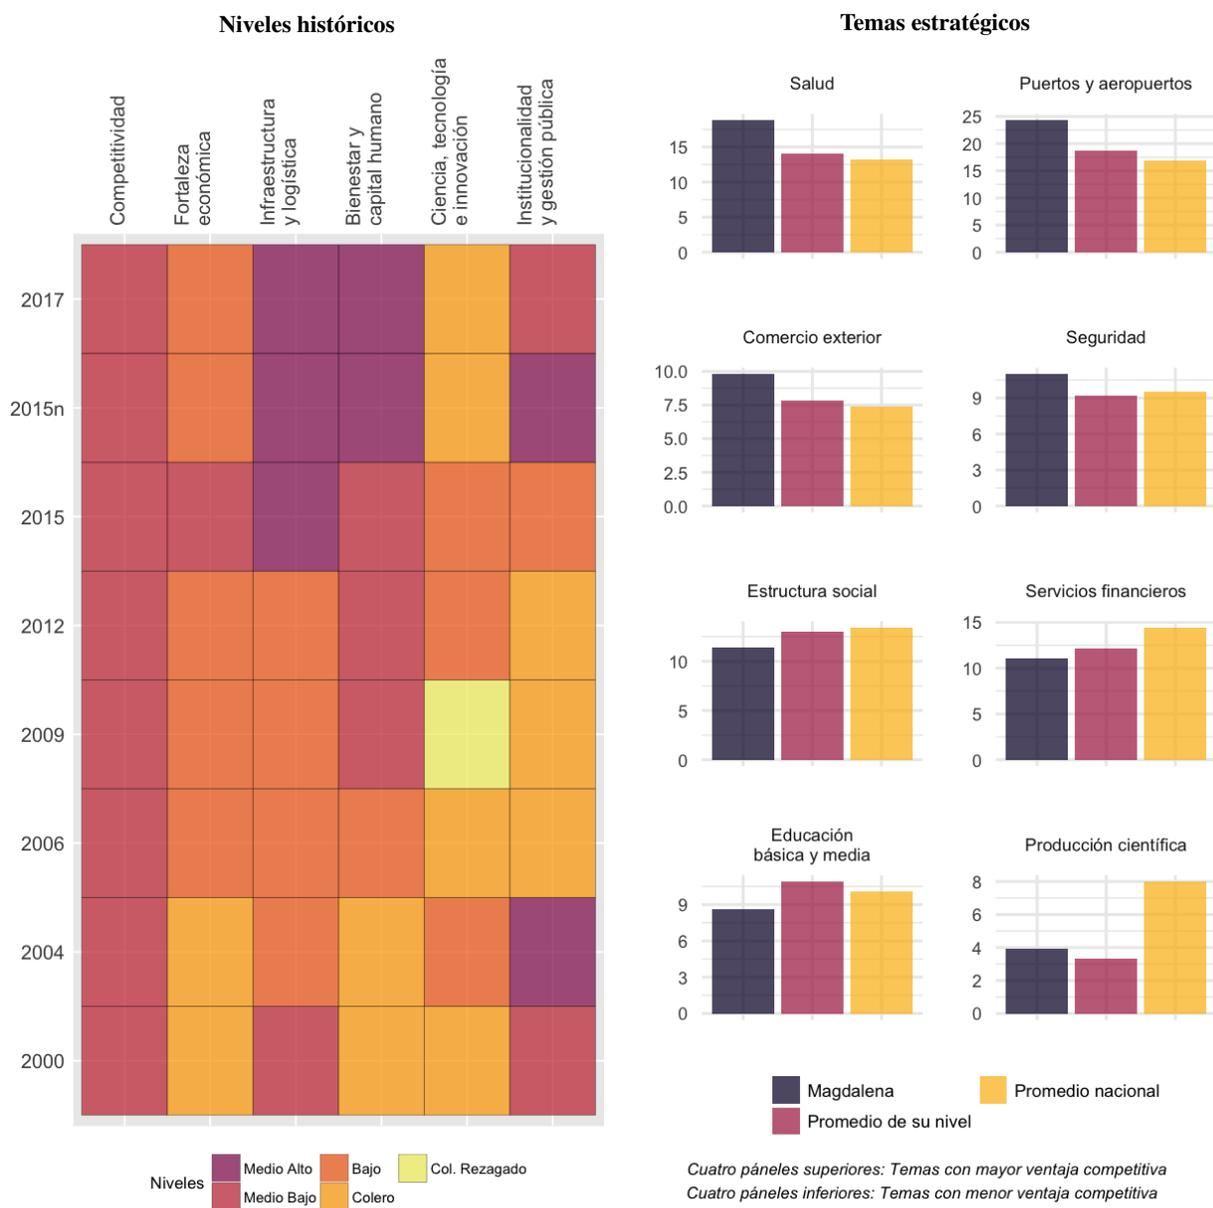 Niveles históricos
Competitividad
Fortaleza
económica
Infraestructura
y logística
Bienestar y
capital humano
Ciencia, tecnología
e innovación
Institucionalidad
y gestión pública
2017
2015n
2015
2012
2009
2006
2004
2000
Niveles
Medio Alto
Bajo
Col. Rezagado
Medio Bajo
Colero
Temas estratégicos
Salud
15
10
5
0
Puertos y aeropuertos
25
20
15
10
5
0
Comercio exterior
10.0
7.5
5.0
2.5
0.0
Seguridad
9
6
3
0
Estructura social
10
5
0
Servicios financieros
15
10
5
0
Educación
básica y media
9
6
3
0
Producción científica
8
6
4
2
0
Magdalena
Promedio nacional
Promedio de su nivel
Cuatro páneles superiores: Temas con mayor ventaja competitiva
Cuatro páneles inferiores: Temas con menor ventaja competitiva